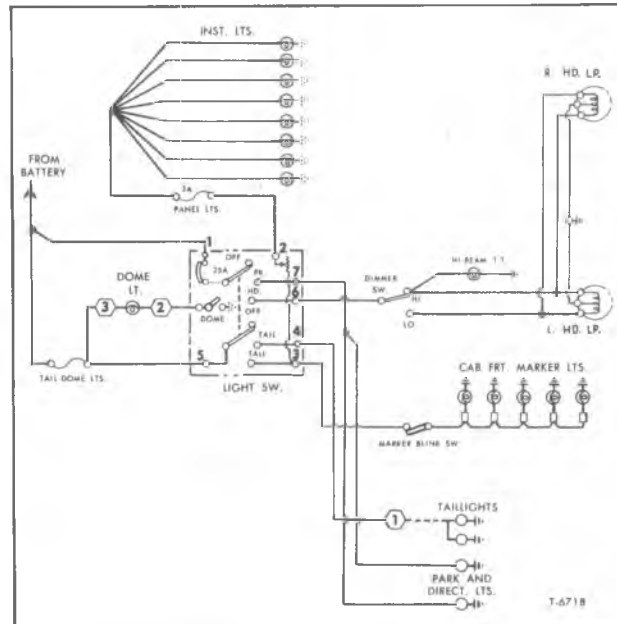 INST. LTS.
R HD. LP.
FROM
BATTERY
3A
PANEL LTS.
1
OFF
2
25A
PK.
7
HI-BEAM T.T.
DOME
LT.
HD.
6
DIMMER
SW.
HI
3
2
DOME
OFF
LO
L. HD. LP.
TAIL
4
5
TAIL
3
TAIL DOME LTS.
LIGHT SW.
CAB. FRT. MARKER LTS.
MARKER BLINK SW
1
TAILLIGHTS
PARK AND
DIRECT. LTS.
T-6718